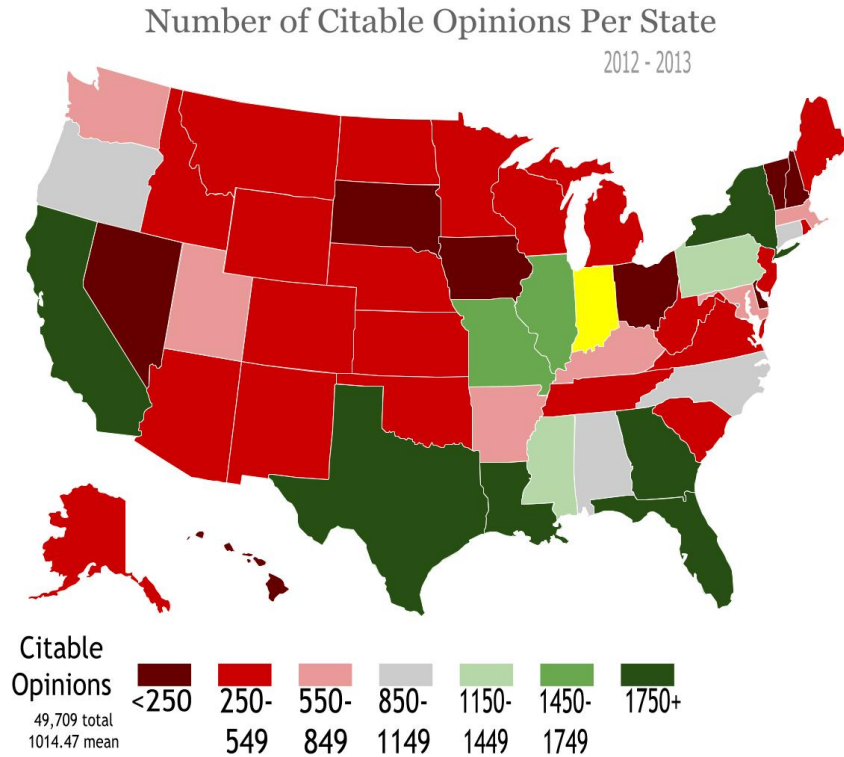 Number of Citable Opinions Per State
2012 - 2013
Citable
Opinions
49,709 total
1014.47 mean
<250
250-
549
550-
849
850-
1149
1150-
1449
1450-
1749
1750+